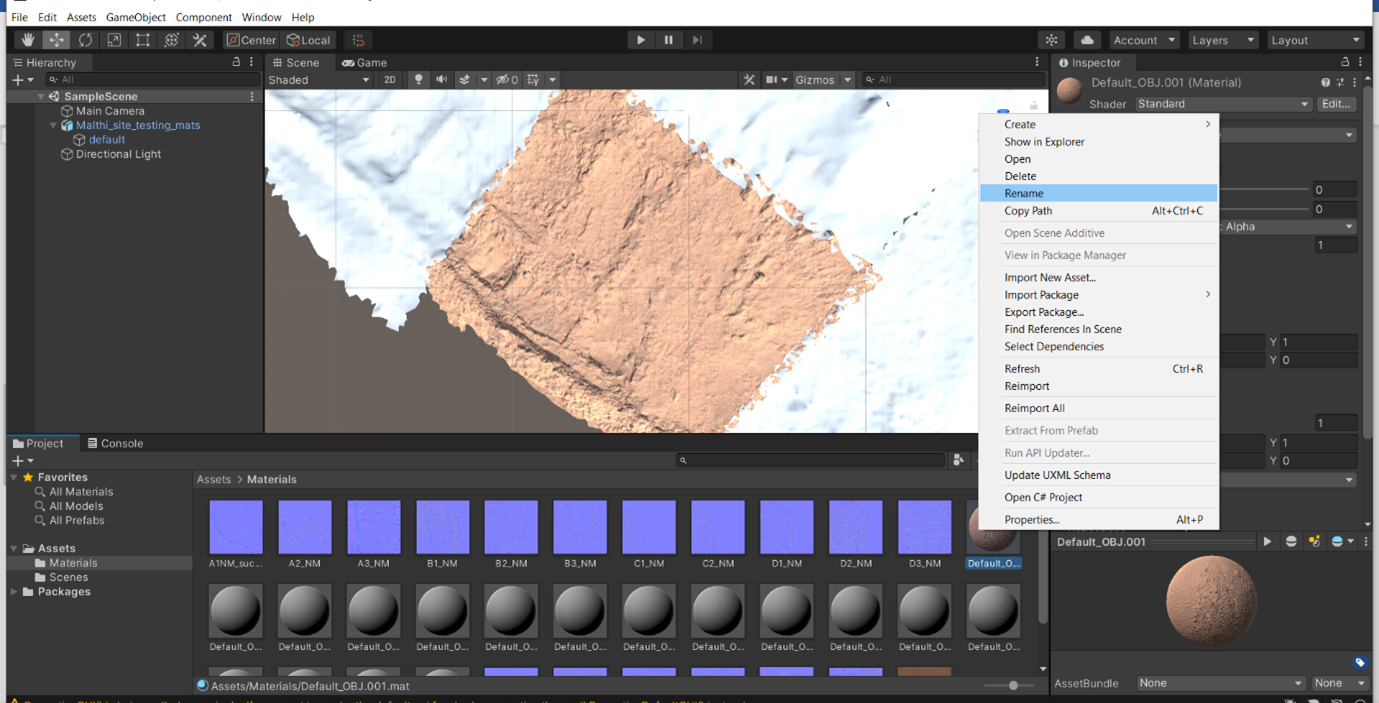 File Edit Assets GameObject Component Window Help
Center Local Account Layers Layout
Hierarchy
All
SampleScene
Main Camera
Malthi_site_testing_mats
default
Directional Light
Scene Game
Shaded 2D 0 Gizmos All
Inspector
Default_OBJ.001 (Material)
Shader Standard Edit...
0
0
Alpha
1
Y 1
Y 0
1
Y 1
Y 0
Create
Show in Explorer
Open
Delete
Rename
Copy Path Alt+Ctrl+C
Open Scene Additive
View in Package Manager
Import New Asset...
Import Package
Export Package...
Find References In Scene
Select Dependencies
Refresh Ctrl+R
Reimport
Reimport All
Extract From Prefab
Run API Updater...
Update UXML Schema
Open C# Project
Properties... Alt+P
Project Console
Favorites
All Materials
All Models
All Prefabs
Assets
Materials
Scenes
Packages
Assets > Materials
A1NM_suc... A2_NM A3_NM B1_NM B2_NM B3_NM C1_NM C2_NM D1_NM D2_NM D3_NM Default_O...
Default_O... Default_O... Default_O... Default_O... Default_O... Default_O... Default_O... Default_O... Default_O... Default_O... Default_O... Default_O...
Assets/Materials/Default_OBJ.001.mat
Default_OBJ.001
AssetBundle None None